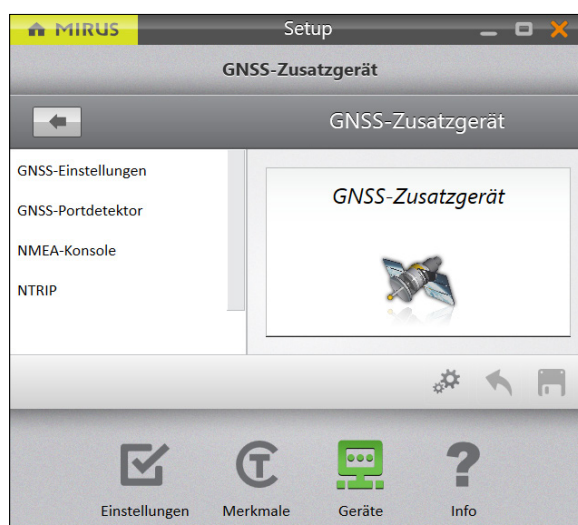 MIRUS
Setup
GNSS-Zusatzgerät
GNSS-Zusatzgerät
GNSS-Einstellungen
GNSS-Portdetektor
NMEA-Konsole
NTRIP
GNSS-Zusatzgerät
Einstellungen
Merkmale
Geräte
Info